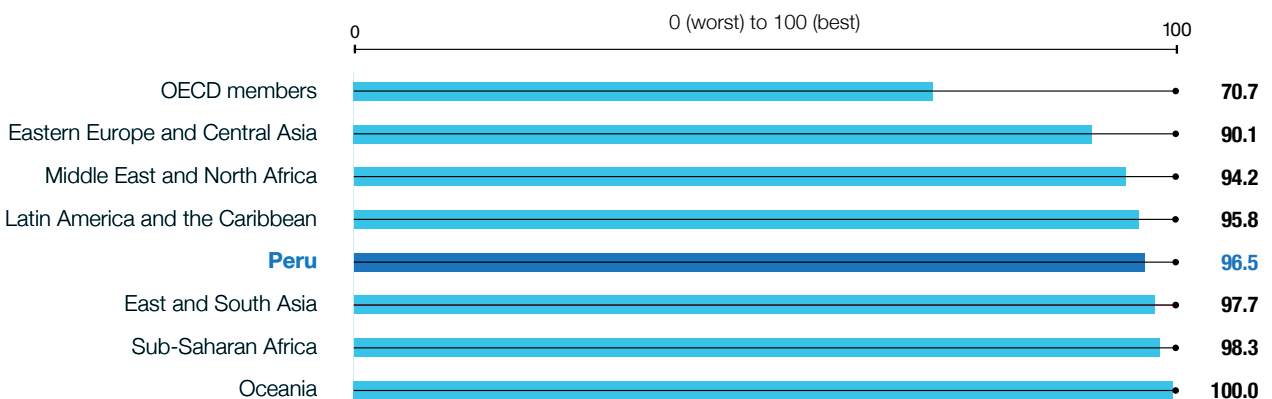 0 (worst) to 100 (best)
0 100
OECD members 70.7
Eastern Europe and Central Asia 90.1
Middle East and North Africa 94.2
Latin America and the Caribbean 95.8
Peru 96.5
East and South Asia 97.7
Sub-Saharan Africa 98.3
Oceania 100.0